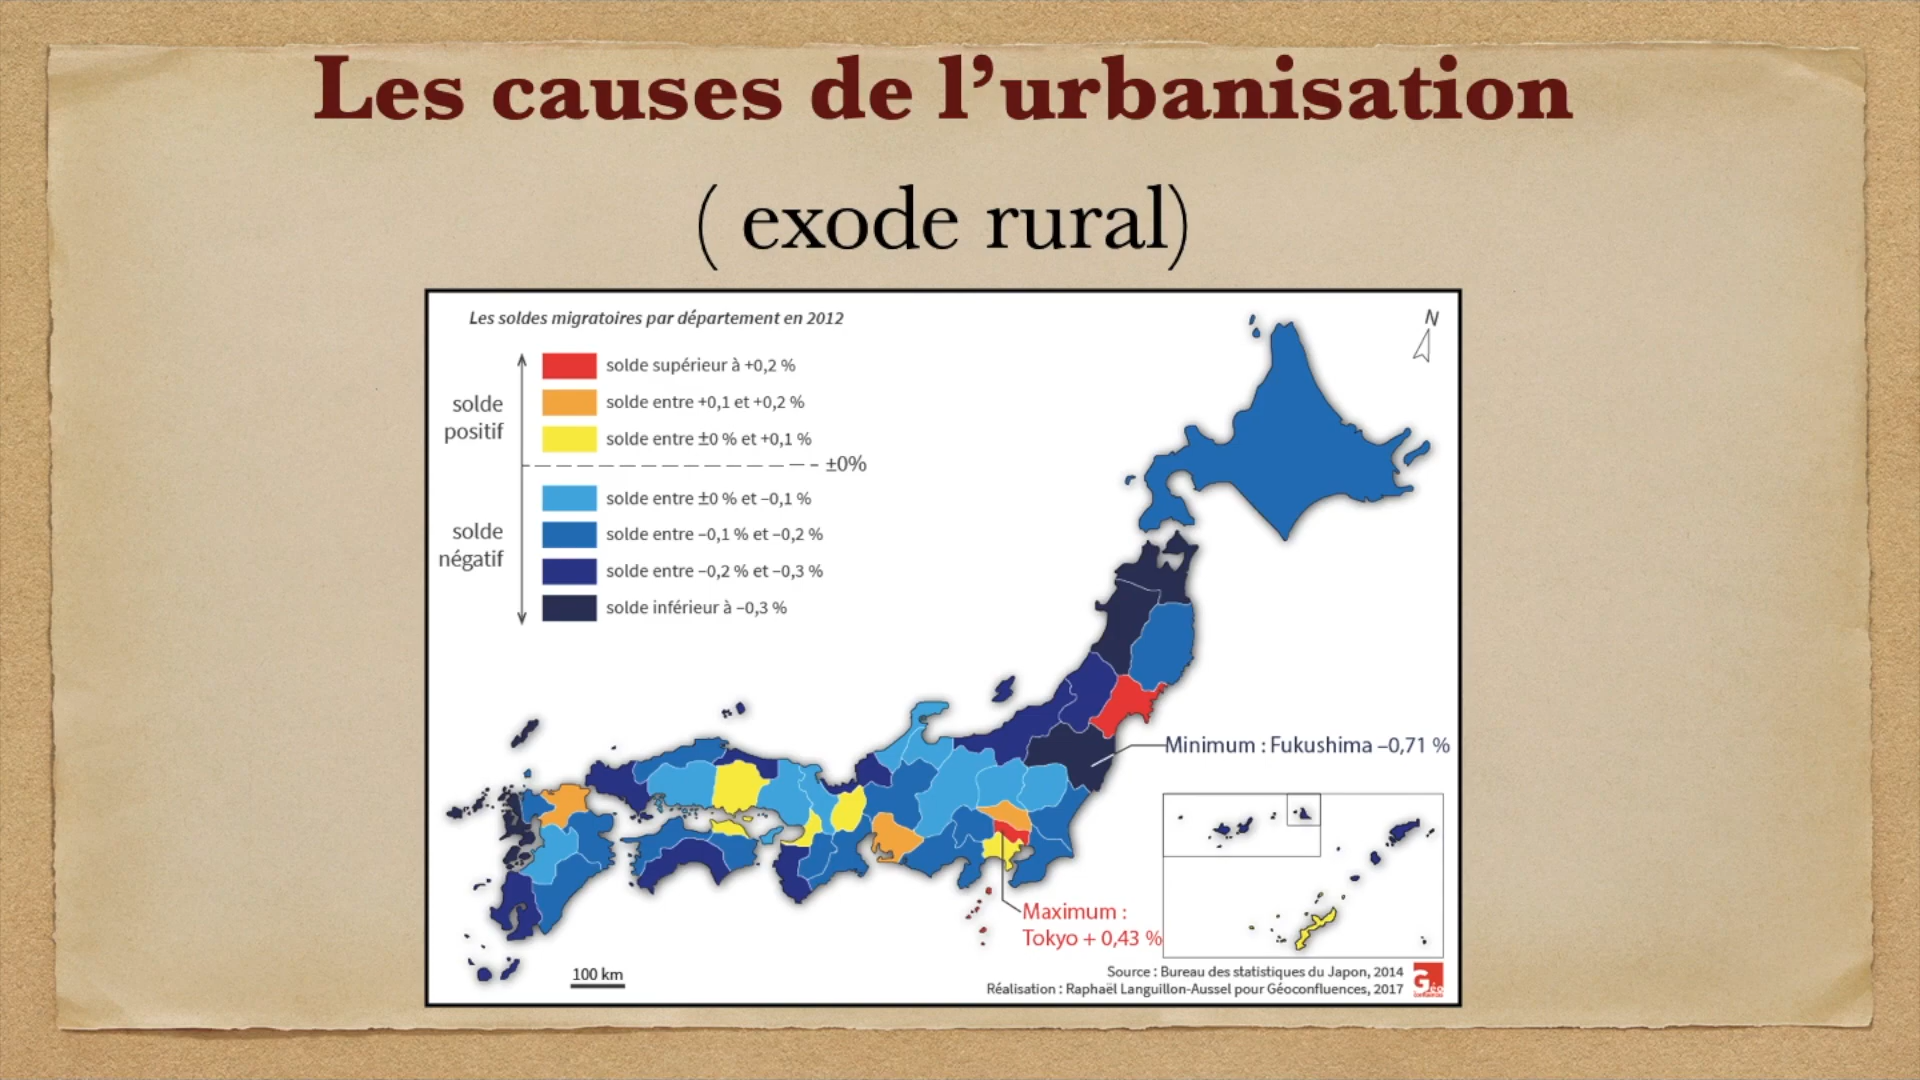 Les causes de l’urbanisation
( exode rural)
Les soldes migratoires par département en 2012
N
solde positif
solde supérieur à +0,2 %
solde entre +0,1 et +0,2 %
solde entre ±0 % et +0,1 %
±0%
solde négatif
solde entre ±0 % et –0,1 %
solde entre –0,1 % et –0,2 %
solde entre –0,2 % et –0,3 %
solde inférieur à –0,3 %
Minimum : Fukushima –0,71 %
Maximum :
Tokyo + 0,43 %
100 km
Source : Bureau des statistiques du Japon, 2014
Réalisation : Raphaël Languillon-Aussel pour Géoconfluences, 2017
Géo